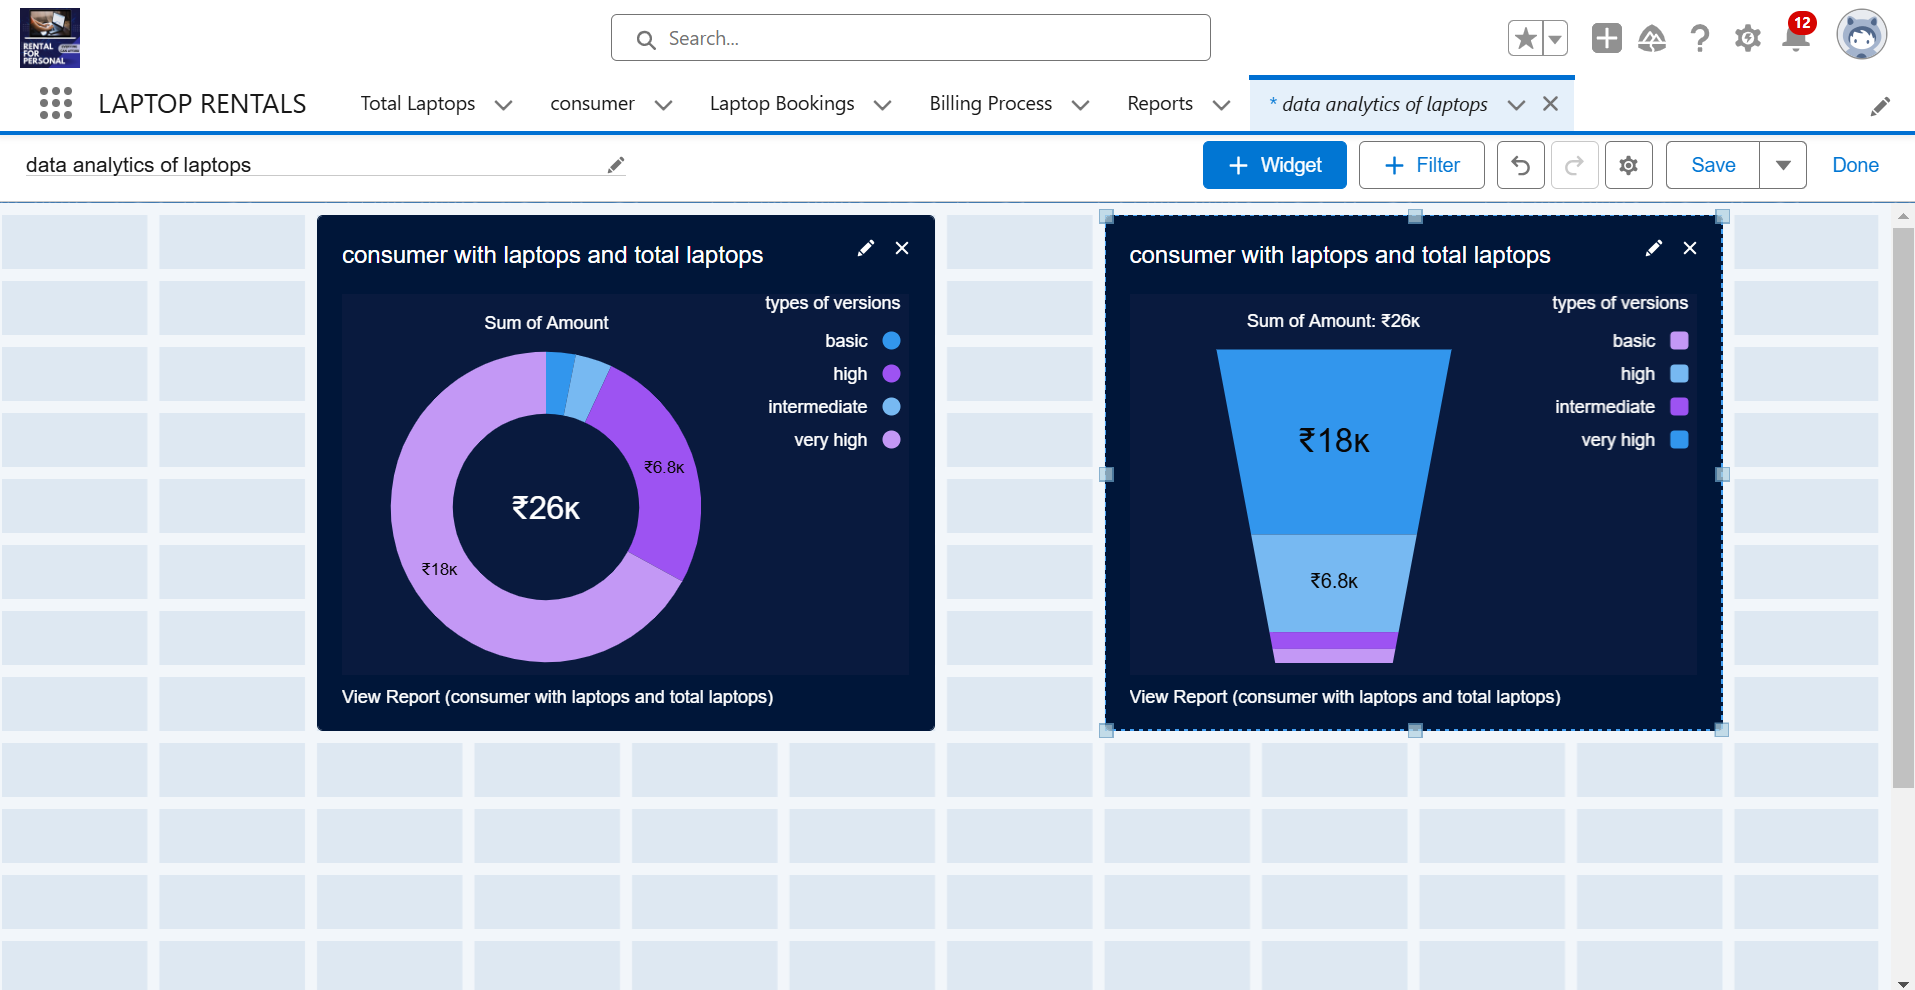 RENTAL
FOR
PERSONAL
Search...
12
LAPTOP RENTALS
Total Laptops
consumer
Laptop Bookings
Billing Process
Reports
* data analytics of laptops
data analytics of laptops
+ Widget
+ Filter
Save
Done
consumer with laptops and total laptops
Sum of Amount
types of versions
basic
high
intermediate
very high
₹6.8K
₹26K
₹18K
View Report (consumer with laptops and total laptops)
consumer with laptops and total laptops
Sum of Amount: ₹26K
types of versions
basic
high
intermediate
very high
₹18K
₹6.8K
View Report (consumer with laptops and total laptops)